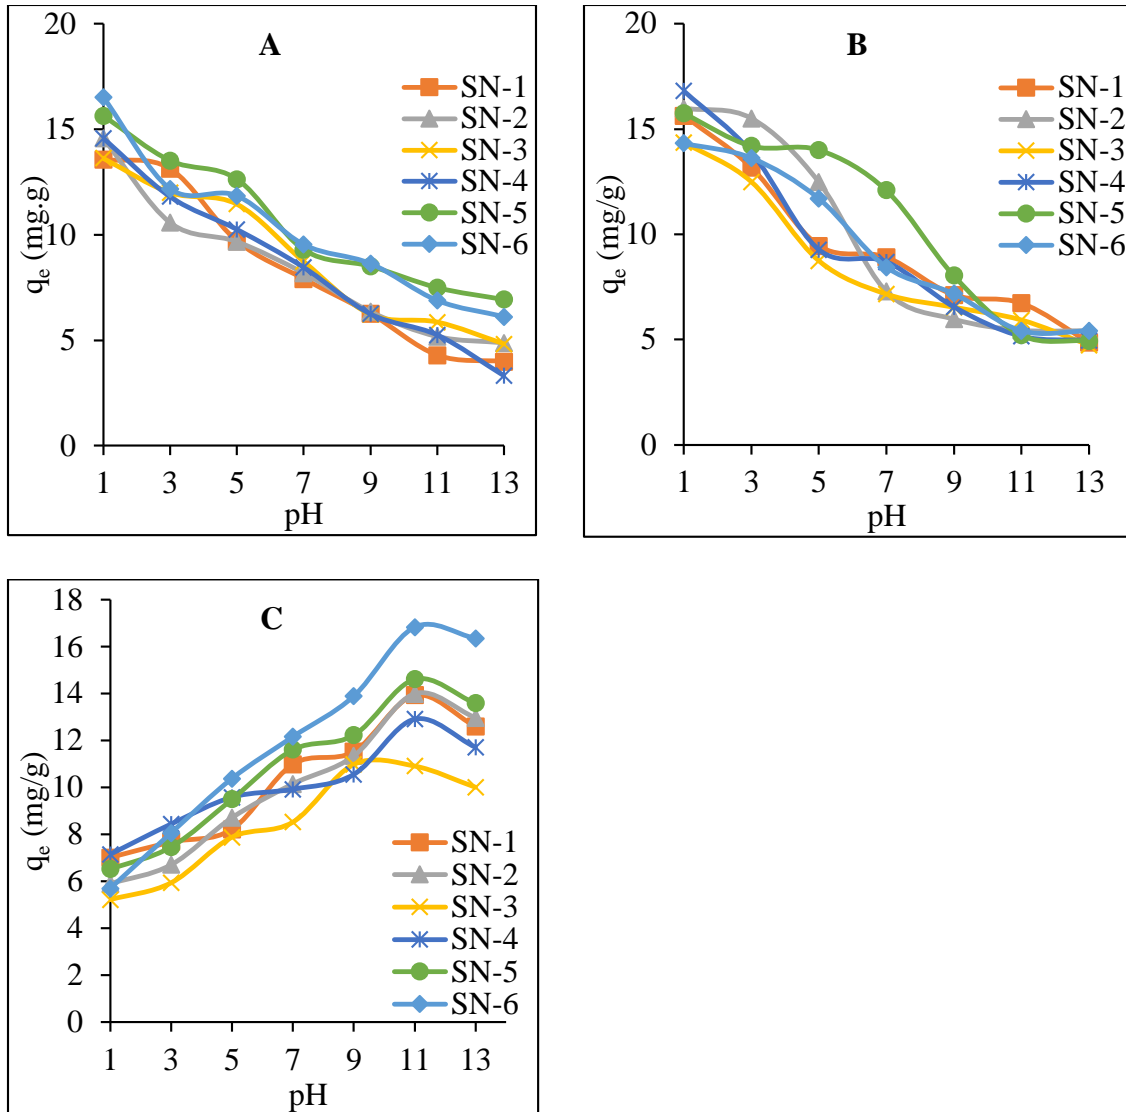 A
qₑ (mg.g)
20
15
10
5
0
SN-1
SN-2
SN-3
SN-4
SN-5
SN-6
1 3 5 7 9 11 13
pH
B
qₑ (mg/g)
20
15
10
5
0
SN-1
SN-2
SN-3
SN-4
SN-5
SN-6
1 3 5 7 9 11 13
pH
C
qₑ (mg/g)
18
16
14
12
10
8
6
4
2
0
SN-1
SN-2
SN-3
SN-4
SN-5
SN-6
1 3 5 7 9 11 13
pH